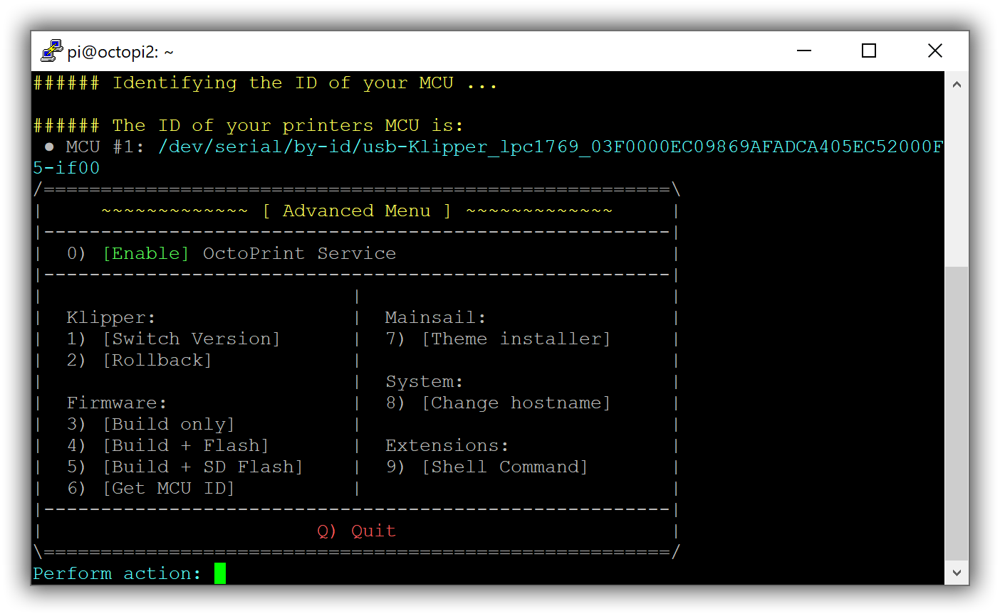 pi@octopi2: ~
###### Identifying the ID of your MCU ...
###### The ID of your printers MCU is:
● MCU #1: /dev/serial/by-id/usb-Klipper_lpc1769_03F0000EC09869AFADCA405EC52000F
5-if00
/=======================================================\
| ~~~~~~~~~~~~~ [ Advanced Menu ] ~~~~~~~~~~~~~ |
|-------------------------------------------------------|
| 0) [Enable] OctoPrint Service |
|-------------------------------------------------------|
| | |
| Klipper: | Mainsail: |
| 1) [Switch Version] | 7) [Theme installer] |
| 2) [Rollback] | |
| | System: |
| Firmware: | 8) [Change hostname] |
| 3) [Build only] | |
| 4) [Build + Flash] | Extensions: |
| 5) [Build + SD Flash] | 9) [Shell Command] |
| 6) [Get MCU ID] | |
|-------------------------------------------------------|
| Q) Quit |
\=======================================================/
Perform action: